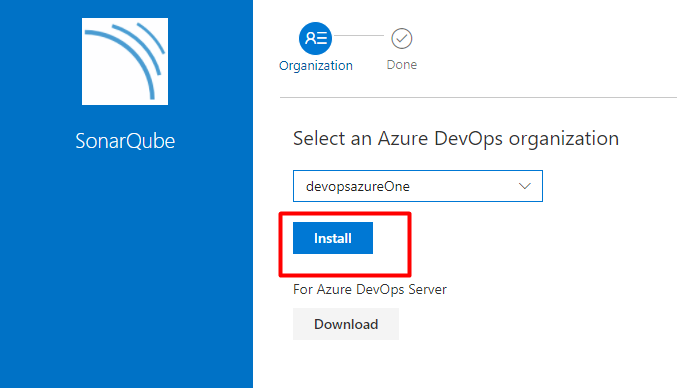 SonarQube
Organization
Done
Select an Azure DevOps organization
devopsazureOne
Install
For Azure DevOps Server
Download